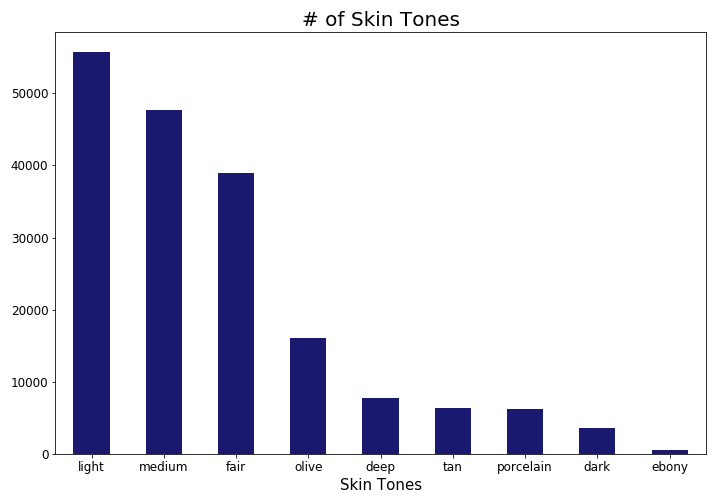 # of Skin Tones
50000
40000
30000
20000
10000
0
light medium fair olive deep tan porcelain dark ebony
Skin Tones